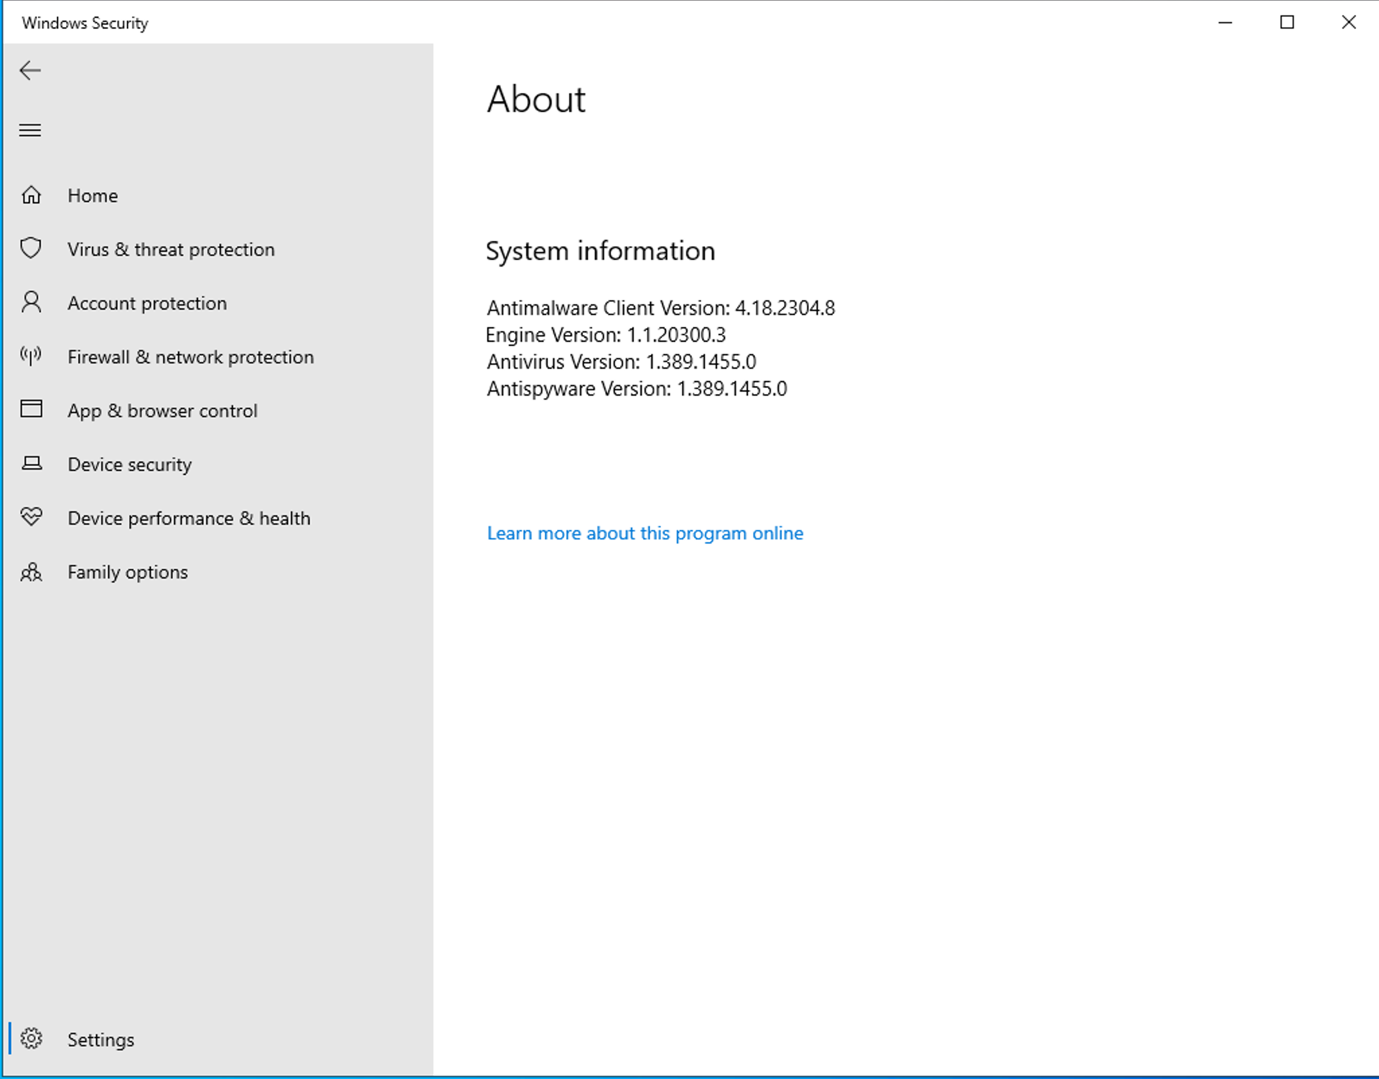 Windows Security
Home
Virus & threat protection
Account protection
Firewall & network protection
App & browser control
Device security
Device performance & health
Family options
Settings
About
System information
Antimalware Client Version: 4.18.2304.8
Engine Version: 1.1.20300.3
Antivirus Version: 1.389.1455.0
Antispyware Version: 1.389.1455.0
Learn more about this program online